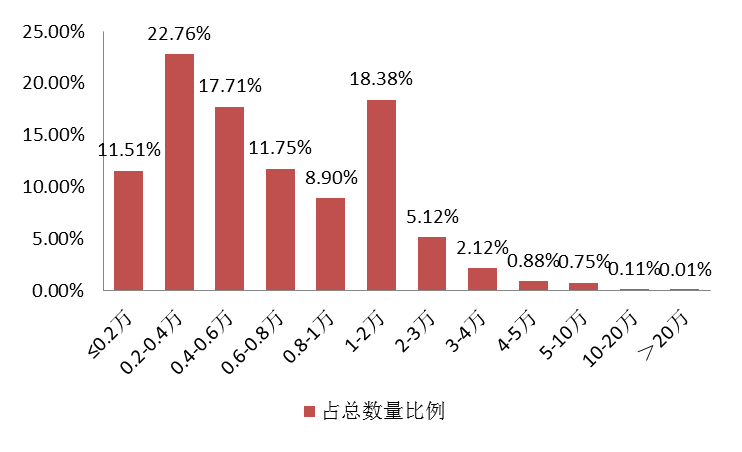 25.00%
20.00%
15.00%
10.00%
5.00%
0.00%
11.51%
22.76%
17.71%
11.75%
8.90%
18.38%
5.12%
2.12%
0.88%
0.75%
0.11%
0.01%
≤0.2万
0.2-0.4万
0.4-0.6万
0.6-0.8万
0.8-1万
1-2万
2-3万
3-4万
4-5万
5-10万
10-20万
＞20万
占总数量比例